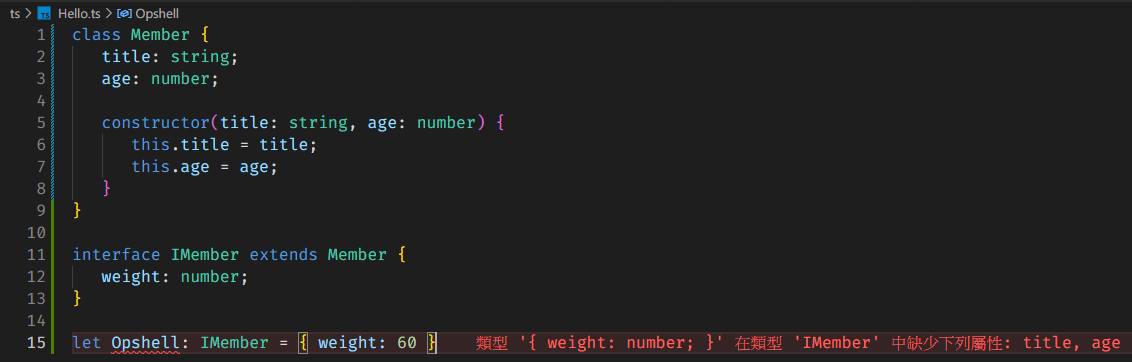 ts > TS Hello.ts > Opshell
1 class Member {
2 title: string;
3 age: number;
4
5 constructor(title: string, age: number) {
6 this.title = title;
7 this.age = age;
8 }
9 }
10
11 interface IMember extends Member {
12 weight: number;
13 }
14
15 let Opshell: IMember = { weight: 60 } 類型 '{ weight: number; }' 在類型 'IMember' 中缺少下列屬性: title, age